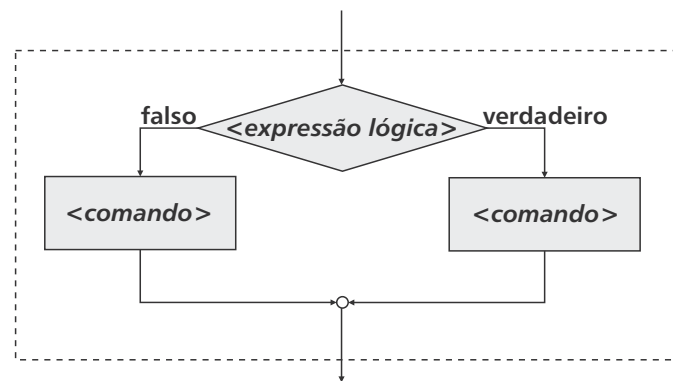 falso
<expressão lógica>
verdadeiro
<comando>
<comando>